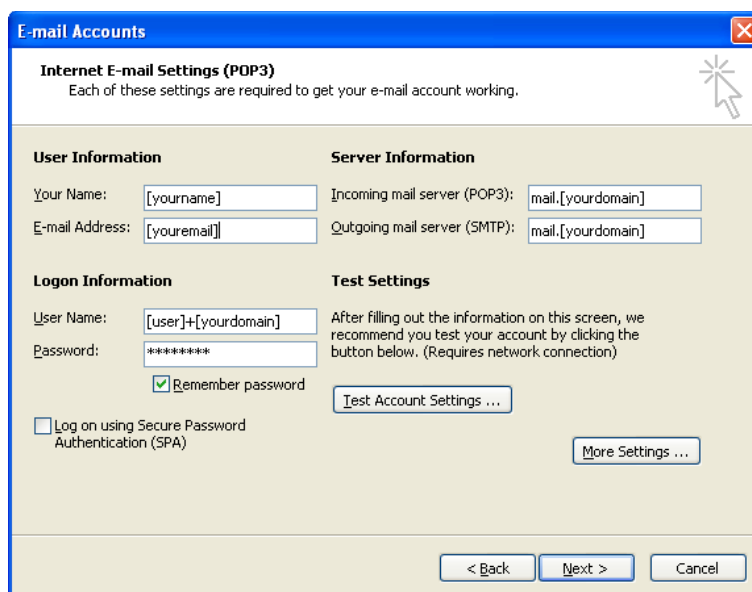 E-mail Accounts
Internet E-mail Settings (POP3)
Each of these settings are required to get your e-mail account working.
User Information
Your Name: [yourname]
E-mail Address: [youremail]
Logon Information
User Name: [user]+[yourdomain]
Password: ********
Remember password
Log on using Secure Password
Authentication (SPA)
Server Information
Incoming mail server (POP3): mail.[yourdomain]
Outgoing mail server (SMTP): mail.[yourdomain]
Test Settings
After filling out the information on this screen, we
recommend you test your account by clicking the
button below. (Requires network connection)
Test Account Settings ...
More Settings ...
< Back
Next >
Cancel